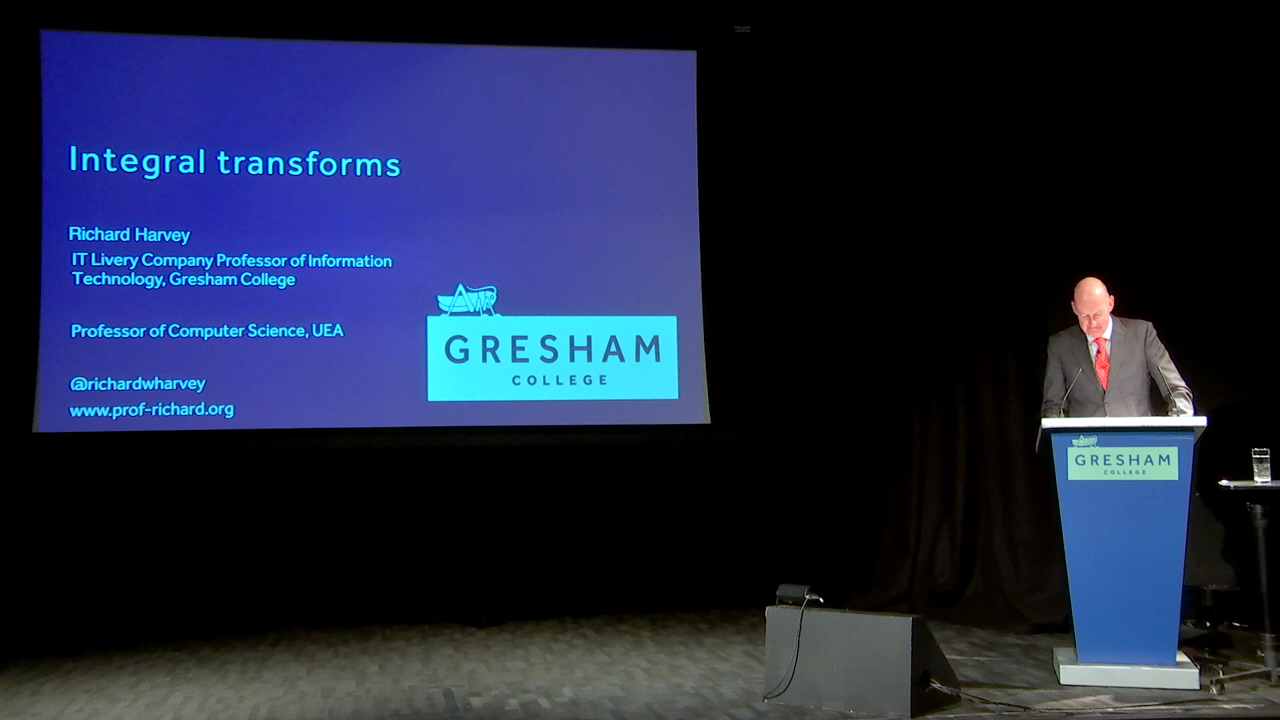 Integral transforms
Richard Harvey
IT Livery Company Professor of Information
Technology, Gresham College
Professor of Computer Science, UEA
@richardwharvey
www.prof-richard.org
GRESHAM
COLLEGE
GRESHAM
COLLEGE